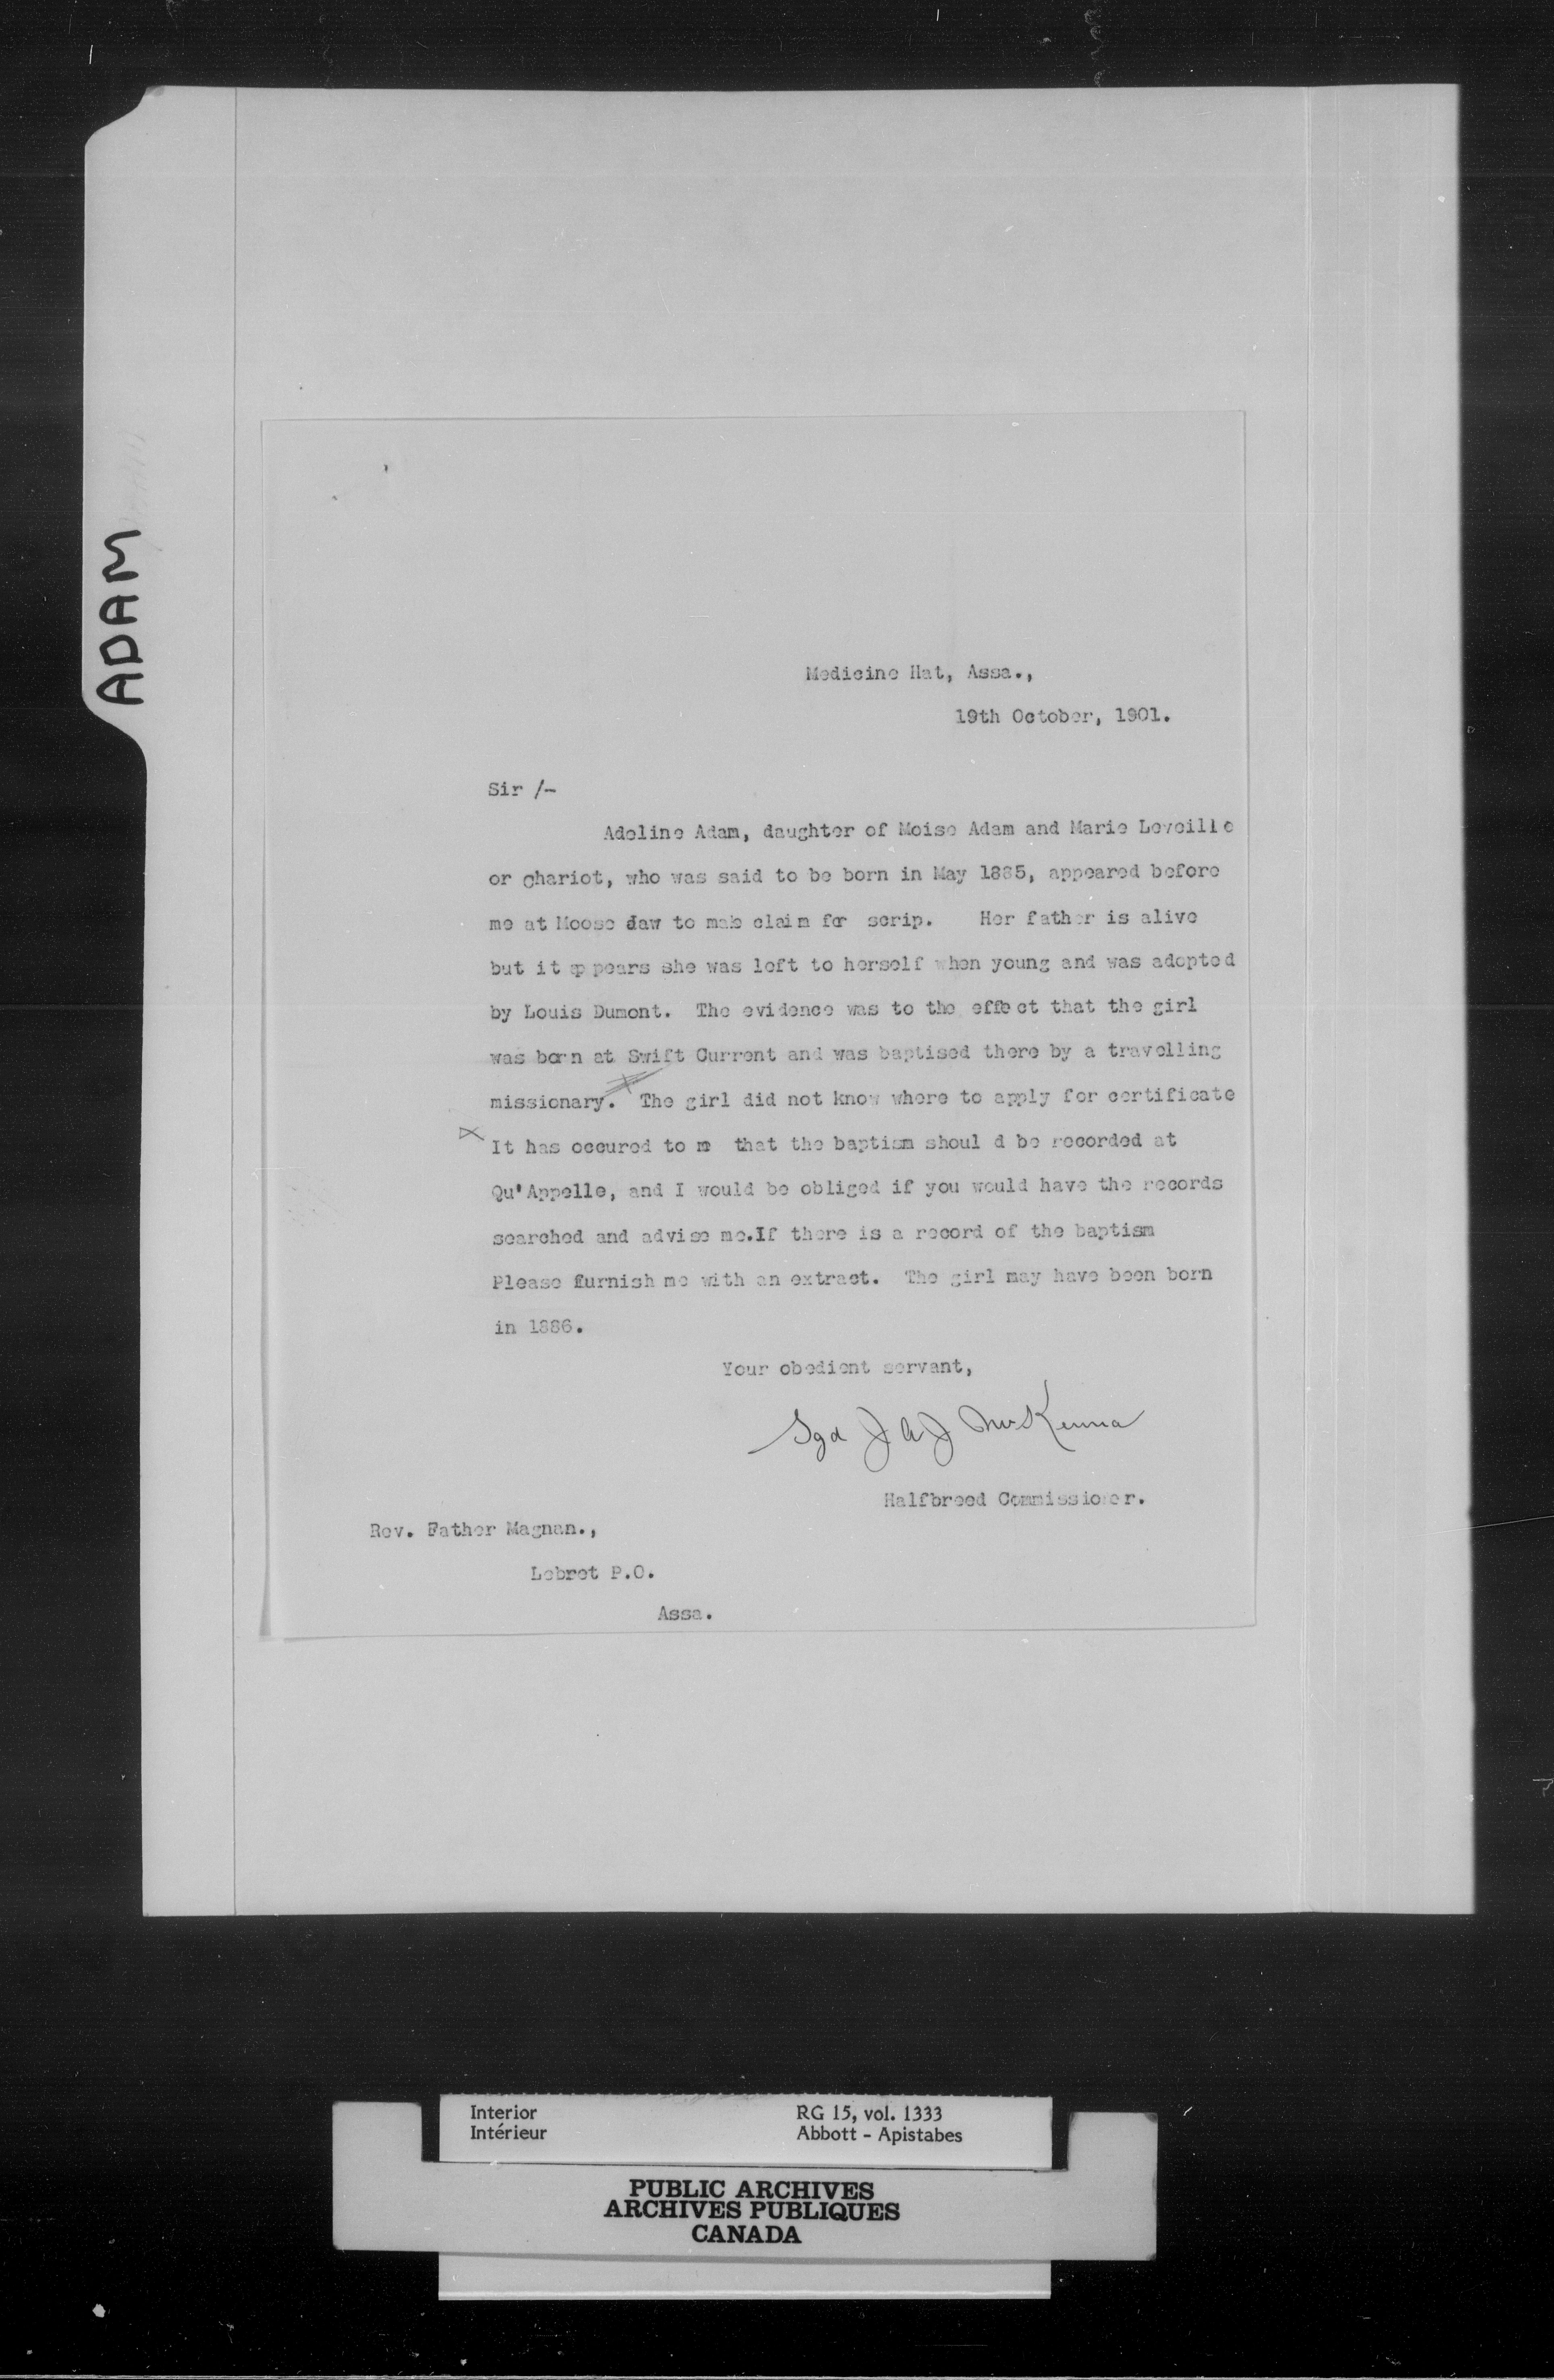 ADAM
Medicine Hat, Assa.,
19th October, 1901.
Sir /-
Adeline Adam, daughter of Moise Adam and Marie Leveille
or Chariot, who was said to be born in May 1885, appeared before
me at Moose Jaw to make claim for scrip. Her father is alive
but it appears she was left to herself when young and was adopted
by Louis Dumont. The evidence was to the effect that the girl
was born at Swift Current and was baptised there by a travelling
missionary. The girl did not know where to apply for certificate
It has occured to me that the baptism shoul d be recorded at
Qu'Appelle, and I would be obliged if you would have the records
searched and advise me.If there is a record of the baptism
Please furnish me with an extract. The girl may have been born
in 1886.
Your obedient servant,
Sgd J A J McKenna
Halfbreed Commissioner.
Rev. Father Magnan.,
Lebret P.O.
Assa.
Interior RG 15, vol. 1333
Intérieur Abbott - Apistabes
PUBLIC ARCHIVES
ARCHIVES PUBLIQUES
CANADA